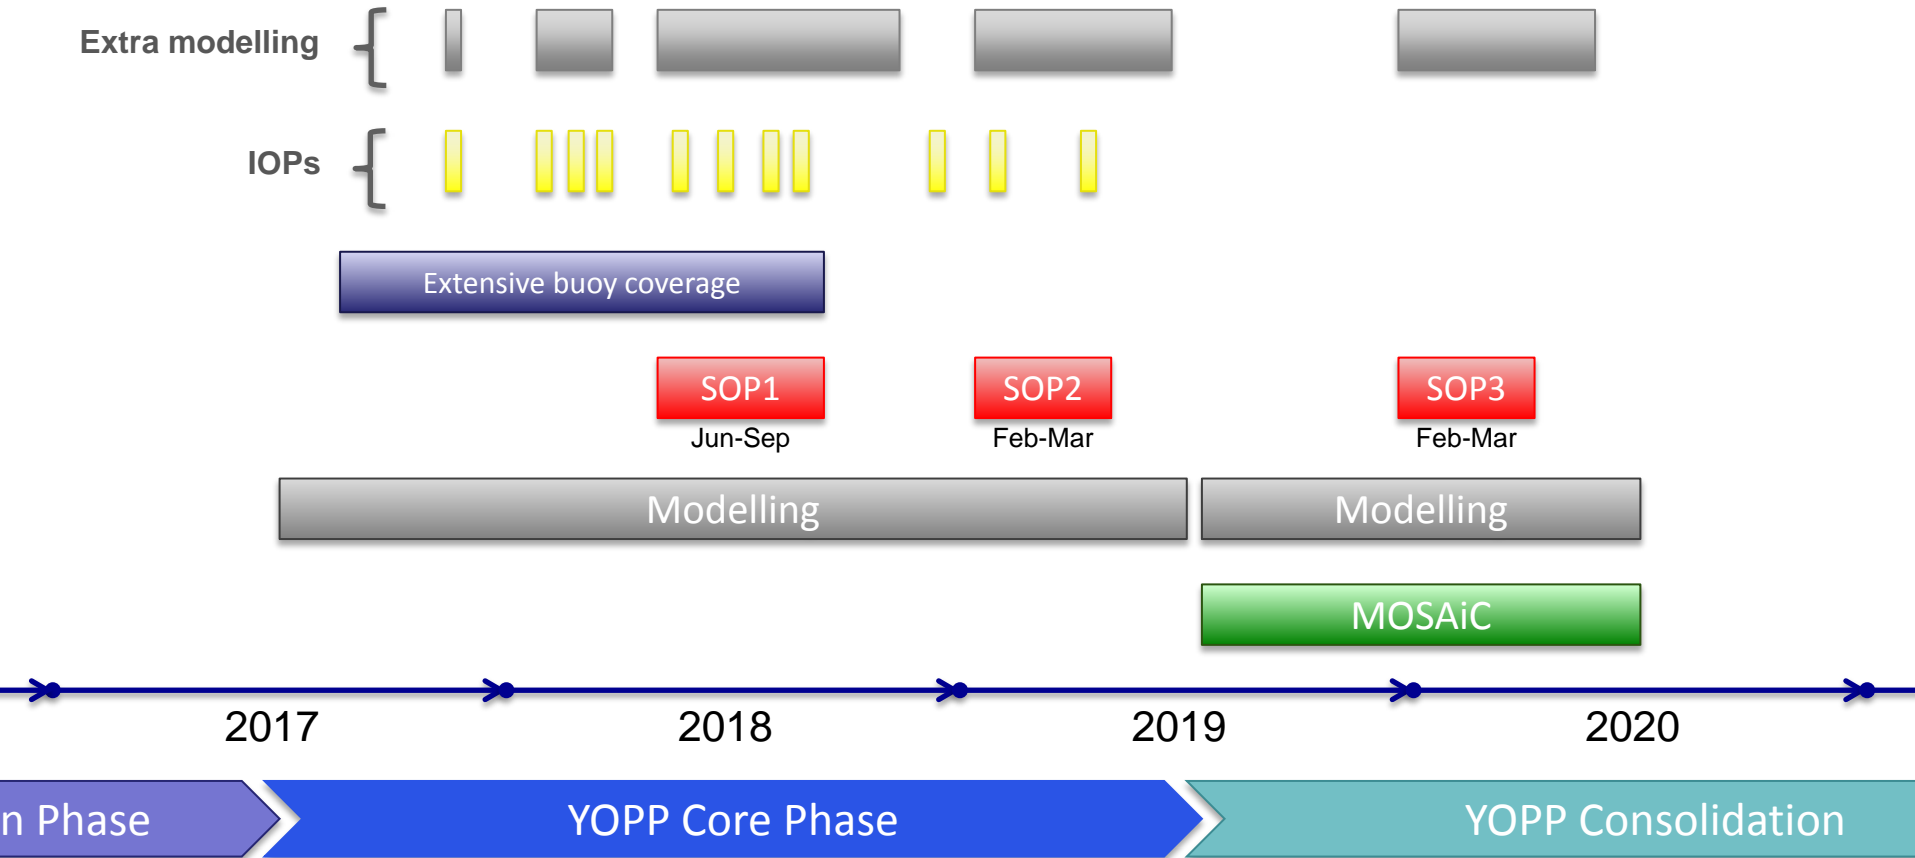 Extra modelling
IOPs
Extensive buoy coverage
SOP1
SOP2
SOP3
Jun-Sep
Feb-Mar
Feb-Mar
Modelling
Modelling
MOSAiC
2017
2018
2019
2020
n Phase
YOPP Core Phase
YOPP Consolidation